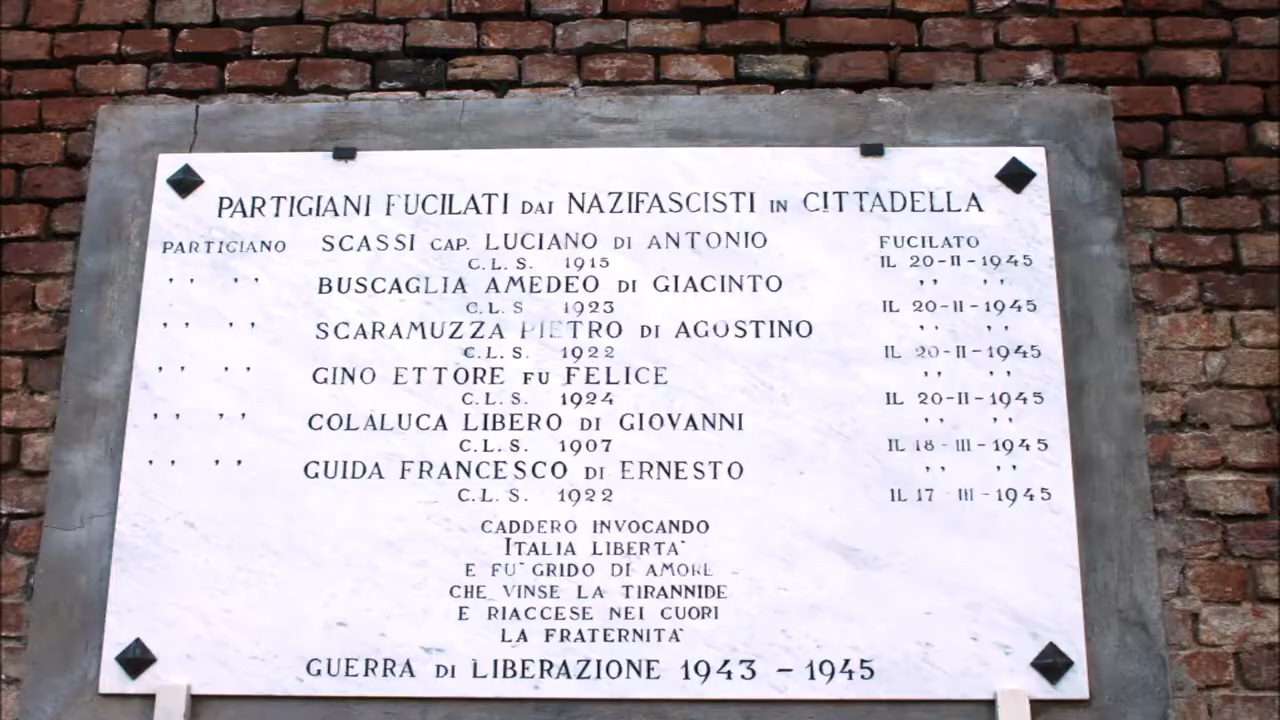 PARTIGIANI FUCILATI DAI NAZIFASCISTI IN CITTADELLA
PARTIGIANO SCASSI CAP. LUCIANO DI ANTONIO FUCILATO
C.L.S. 1915 IL 20-II-1945
" " BUSCAGLIA AMEDEO DI GIACINTO " "
C.L.S 1923 IL 20-II-1945
" " SCARAMUZZA PIETRO DI AGOSTINO " "
C.L.S. 1922 IL 20-II-1945
" " GINO ETTORE FU FELICE " "
C.L.S. 1924 IL 20-II-1945
" " COLALUCA LIBERO DI GIOVANNI " "
C.L.S. 1907 IL 18-III-1945
" " GUIDA FRANCESCO DI ERNESTO " "
C.L.S. 1922 IL 17-III-1945
CADDERO INVOCANDO
ITALIA LIBERTA'
E FU' GRIDO DI AMORE
CHE VINSE LA TIRANNIDE
E RIACCESE NEI CUORI
LA FRATERNITA'
GUERRA DI LIBERAZIONE 1943 - 1945